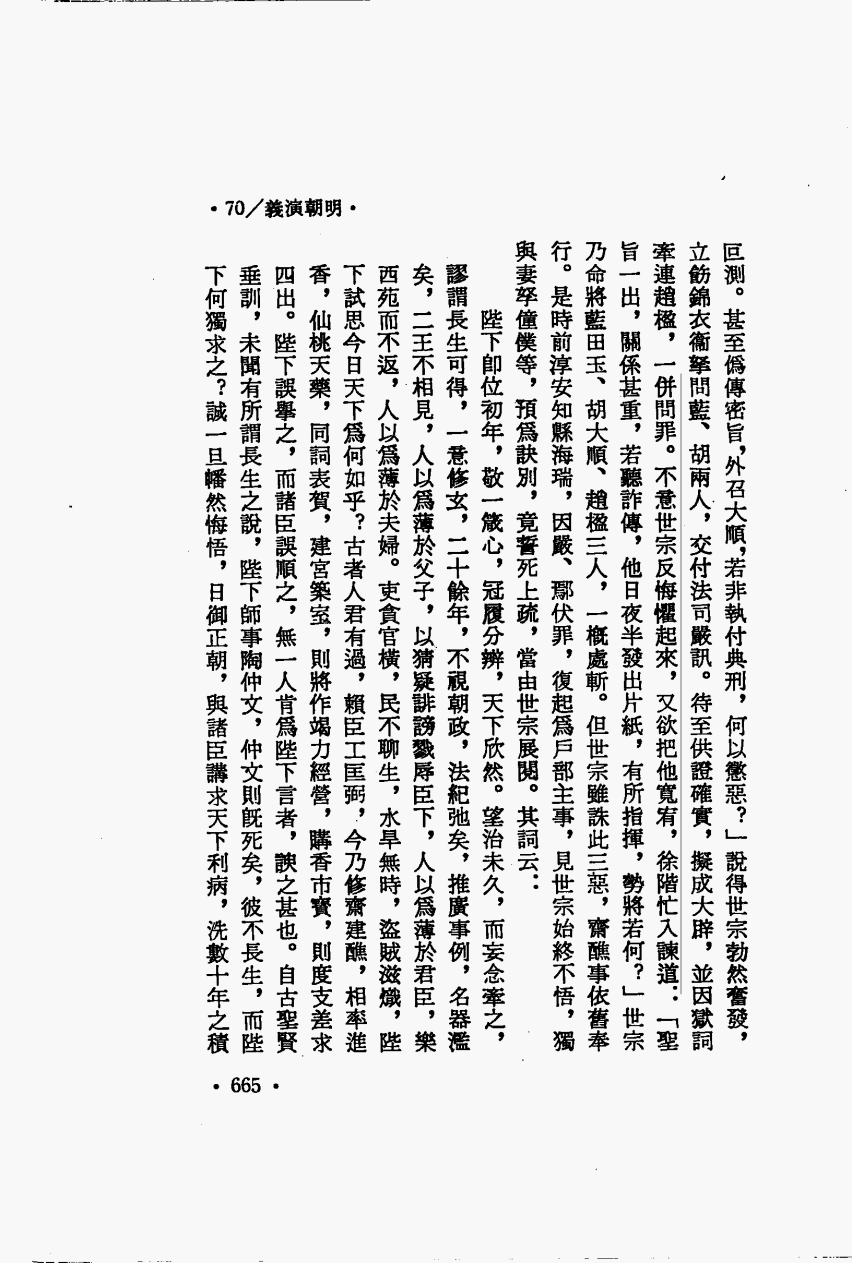 •70/義演朝明•
叵測。甚至僞傳密旨，外召大順，若非執付典刑，何以懲惡？」說得世宗勃然奮發，
立飭錦衣衞拏問藍、胡兩人，交付法司嚴訊。待至供證確實，擬成大辟，並因獄詞
牽連趙楹，一併問罪。不意世宗反悔懼起來，又欲把他寬宥，徐階忙入諫道：「聖
旨一出，關係甚重，若聽詐傳，他日夜半發出片紙，有所指揮，勢將若何？」世宗
乃命將藍田玉、胡大順、趙楹三人，一概處斬。但世宗雖誅此三惡，齋醮事依舊奉
行。是時前淳安知縣海瑞，因嚴、鄢伏罪，復起爲戶部主事，見世宗始終不悟，獨
與妻孥僮僕等，預爲訣別，竟誓死上疏，當由世宗展閱。其詞云：
陛下卽位初年，敬一箴心，冠履分辨，天下欣然。望治未久，而妄念牽之，
謬謂長生可得，一意修玄，二十餘年，不視朝政，法紀弛矣，推廣事例，名器濫
矣，二王不相見，人以爲薄於父子，以猜疑誹謗戮辱臣下，人以爲薄於君臣，樂
西苑而不返，人以爲薄於夫婦。吏貪官橫，民不聊生，水旱無時，盜賊滋熾，陛
下試思今日天下爲何如乎？古者人君有過，賴臣工匡弼，今乃修齋建醮，相率進
香，仙桃天藥，同詞表賀，建宮築室，則將作竭力經營，購香市寶，則度支差求
四出。陛下誤擧之，而諸臣誤順之，無一人肯爲陛下言者，諛之甚也。自古聖賢
垂訓，未聞有所謂長生之說，陛下師事陶仲文，仲文則旣死矣，彼不長生，而陛
下何獨求之？誠一旦幡然悔悟，日御正朝，與諸臣講求天下利病，洗數十年之積
•665•